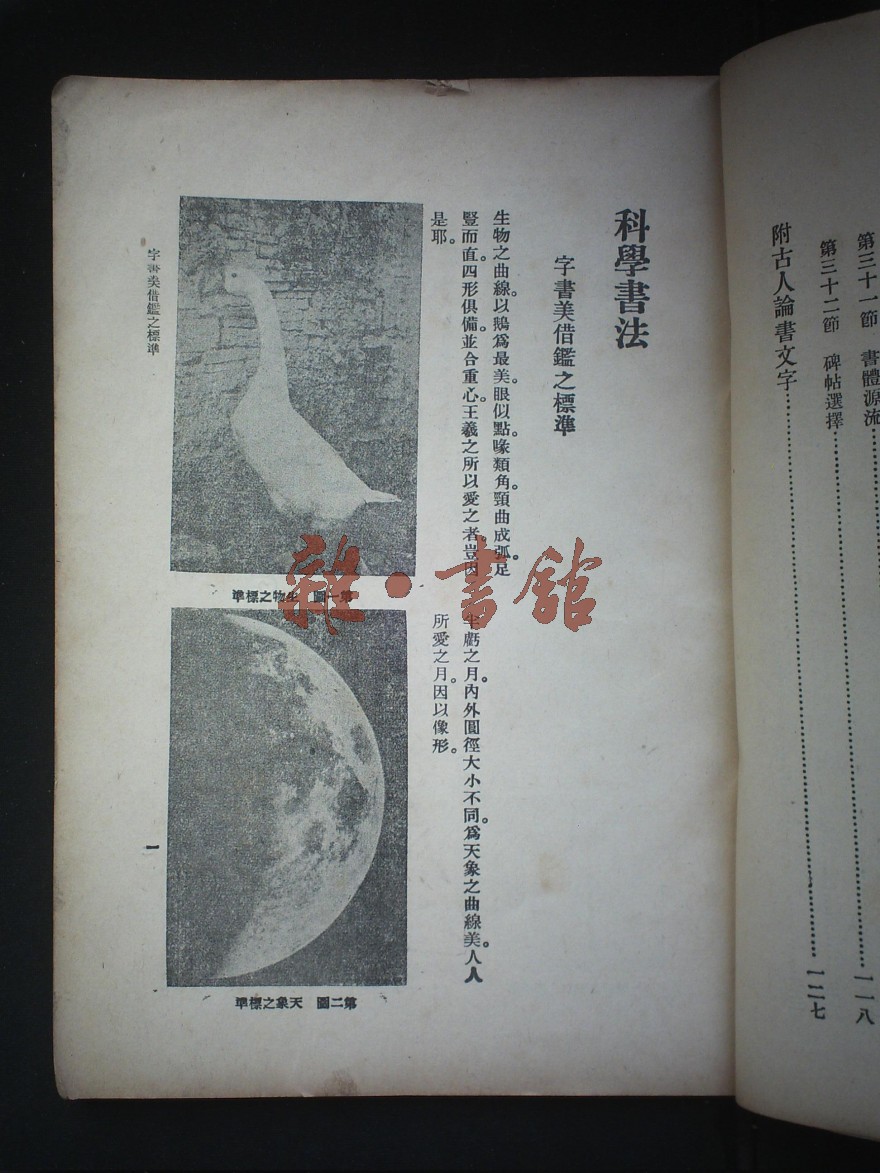 第三十一節 書體源流……一一八
第三十二節 碑帖選擇
附古人論書文字……一二七
科學書法
字書美借鑑之標準
生物之曲線。以鵝爲最美。眼似點。喙類角。頸曲成弧。足
豎而直。四形俱備。並合重心。王羲之所以愛之者。豈
是耶。
第一圖 生物之標準
虧之月。內外圓徑大小不同。爲天象之曲線美。人人
所愛之月。因以像形。
第二圖 天象之標準
字書美借鑑之標準
一
雜·書館